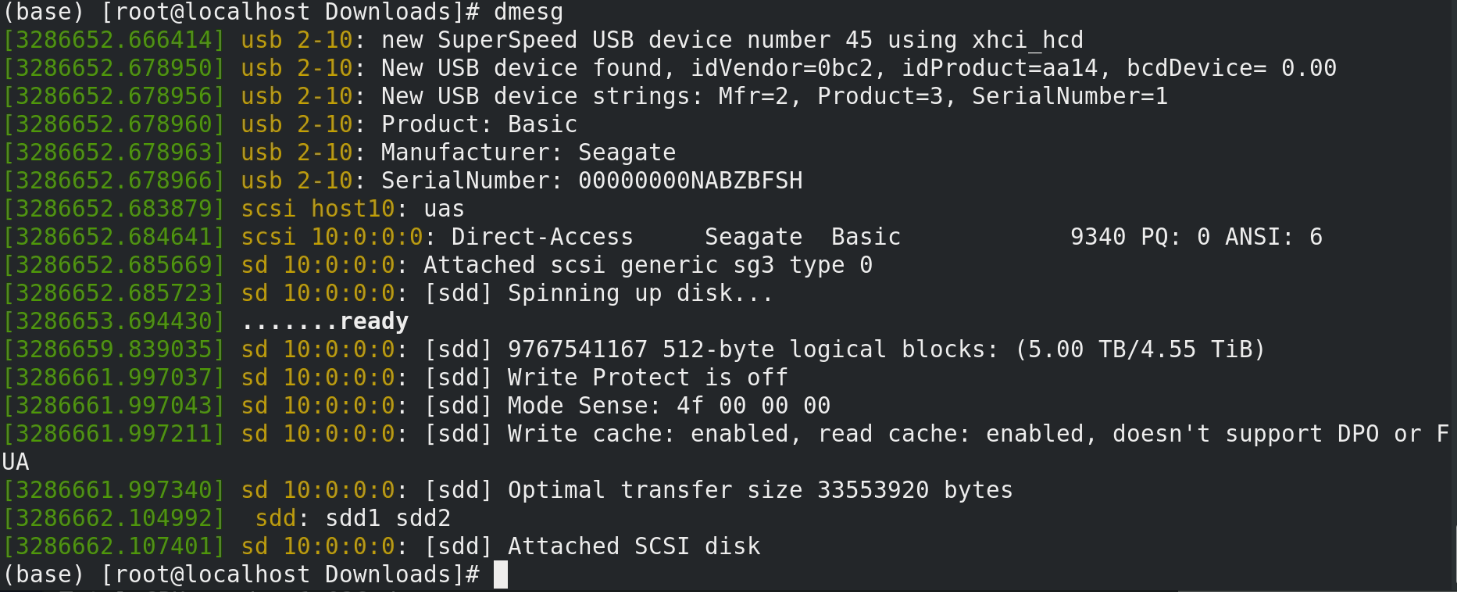 (base) [root@localhost Downloads]# dmesg
[3286652.666414] usb 2-10: new SuperSpeed USB device number 45 using xhci_hcd
[3286652.678950] usb 2-10: New USB device found, idVendor=0bc2, idProduct=aa14, bcdDevice= 0.00
[3286652.678956] usb 2-10: New USB device strings: Mfr=2, Product=3, SerialNumber=1
[3286652.678960] usb 2-10: Product: Basic
[3286652.678963] usb 2-10: Manufacturer: Seagate
[3286652.678966] usb 2-10: SerialNumber: 00000000NABZBFSH
[3286652.683879] scsi host10: uas
[3286652.684641] scsi 10:0:0:0: Direct-Access     Seagate  Basic            9340 PQ: 0 ANSI: 6
[3286652.685669] sd 10:0:0:0: Attached scsi generic sg3 type 0
[3286652.685723] sd 10:0:0:0: [sdd] Spinning up disk...
[3286653.694430] .......ready
[3286659.839035] sd 10:0:0:0: [sdd] 9767541167 512-byte logical blocks: (5.00 TB/4.55 TiB)
[3286661.997037] sd 10:0:0:0: [sdd] Write Protect is off
[3286661.997043] sd 10:0:0:0: [sdd] Mode Sense: 4f 00 00 00
[3286661.997211] sd 10:0:0:0: [sdd] Write cache: enabled, read cache: enabled, doesn't support DPO or F
UA
[3286661.997340] sd 10:0:0:0: [sdd] Optimal transfer size 33553920 bytes
[3286662.104992]  sdd: sdd1 sdd2
[3286662.107401] sd 10:0:0:0: [sdd] Attached SCSI disk
(base) [root@localhost Downloads]#